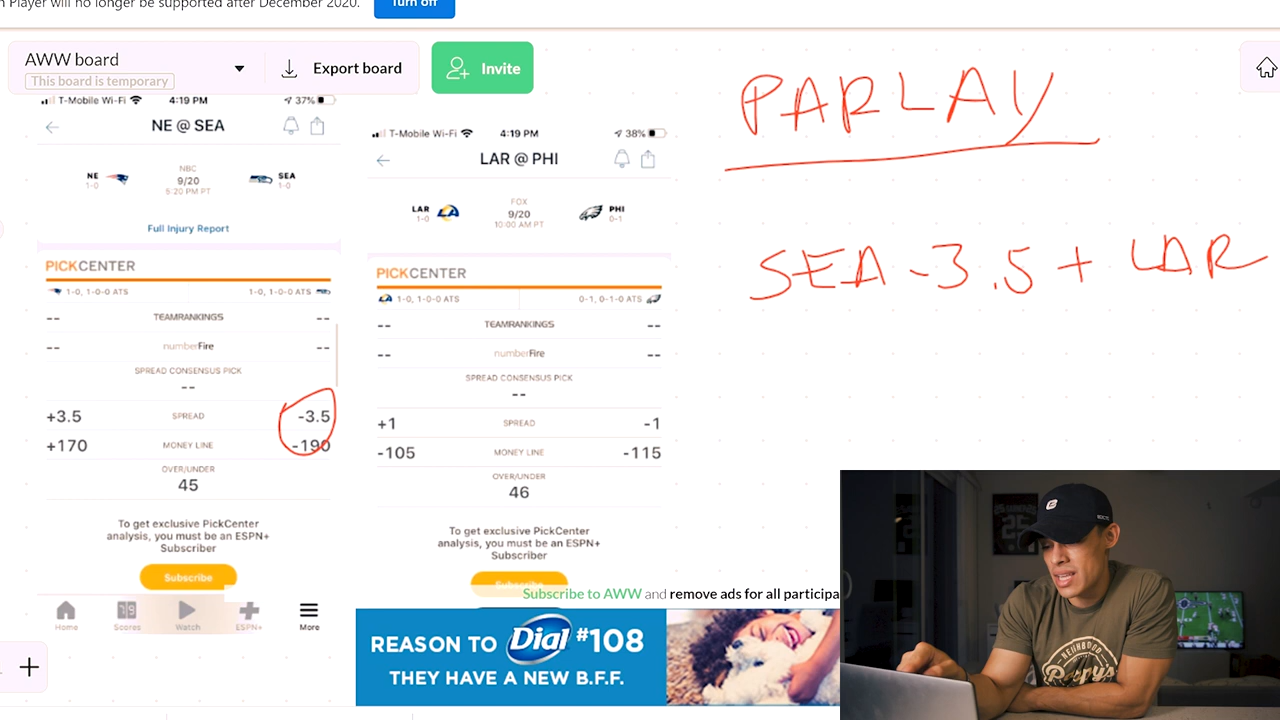 Player will no longer be supported after December 2020.
Turn off
AWW board
This board is temporary
Export board
Invite
T-Mobile Wi-Fi 4:19 PM 37%
NE @ SEA
NE
1-0
NBC
9/20
5:20 PM PT
SEA
1-0
Full Injury Report
PICKCENTER
1-0, 1-0-0 ATS 1-0, 1-0-0 ATS
-- TEAMRANKINGS --
-- numberFire --
SPREAD CONSENSUS PICK
--
+3.5 SPREAD -3.5
+170 MONEY LINE -190
OVER/UNDER
45
To get exclusive PickCenter
analysis, you must be an ESPN+
Subscriber
Subscribe
Home Scores Watch ESPN+ More
T-Mobile Wi-Fi 4:19 PM 38%
LAR @ PHI
LAR
1-0
FOX
9/20
10:00 AM PT
PHI
0-1
PICKCENTER
1-0, 1-0-0 ATS 0-1, 0-1-0 ATS
-- TEAMRANKINGS --
-- numberFire --
SPREAD CONSENSUS PICK
--
+1 SPREAD -1
-105 MONEY LINE -115
OVER/UNDER
46
To get exclusive PickCenter
analysis, you must be an ESPN+
Subscriber
Subscribe
PARLAY
SEA -3.5 + LAR
Subscribe to AWW and remove ads for all participa
REASON TO Dial #108
THEY HAVE A NEW B.F.F.
25